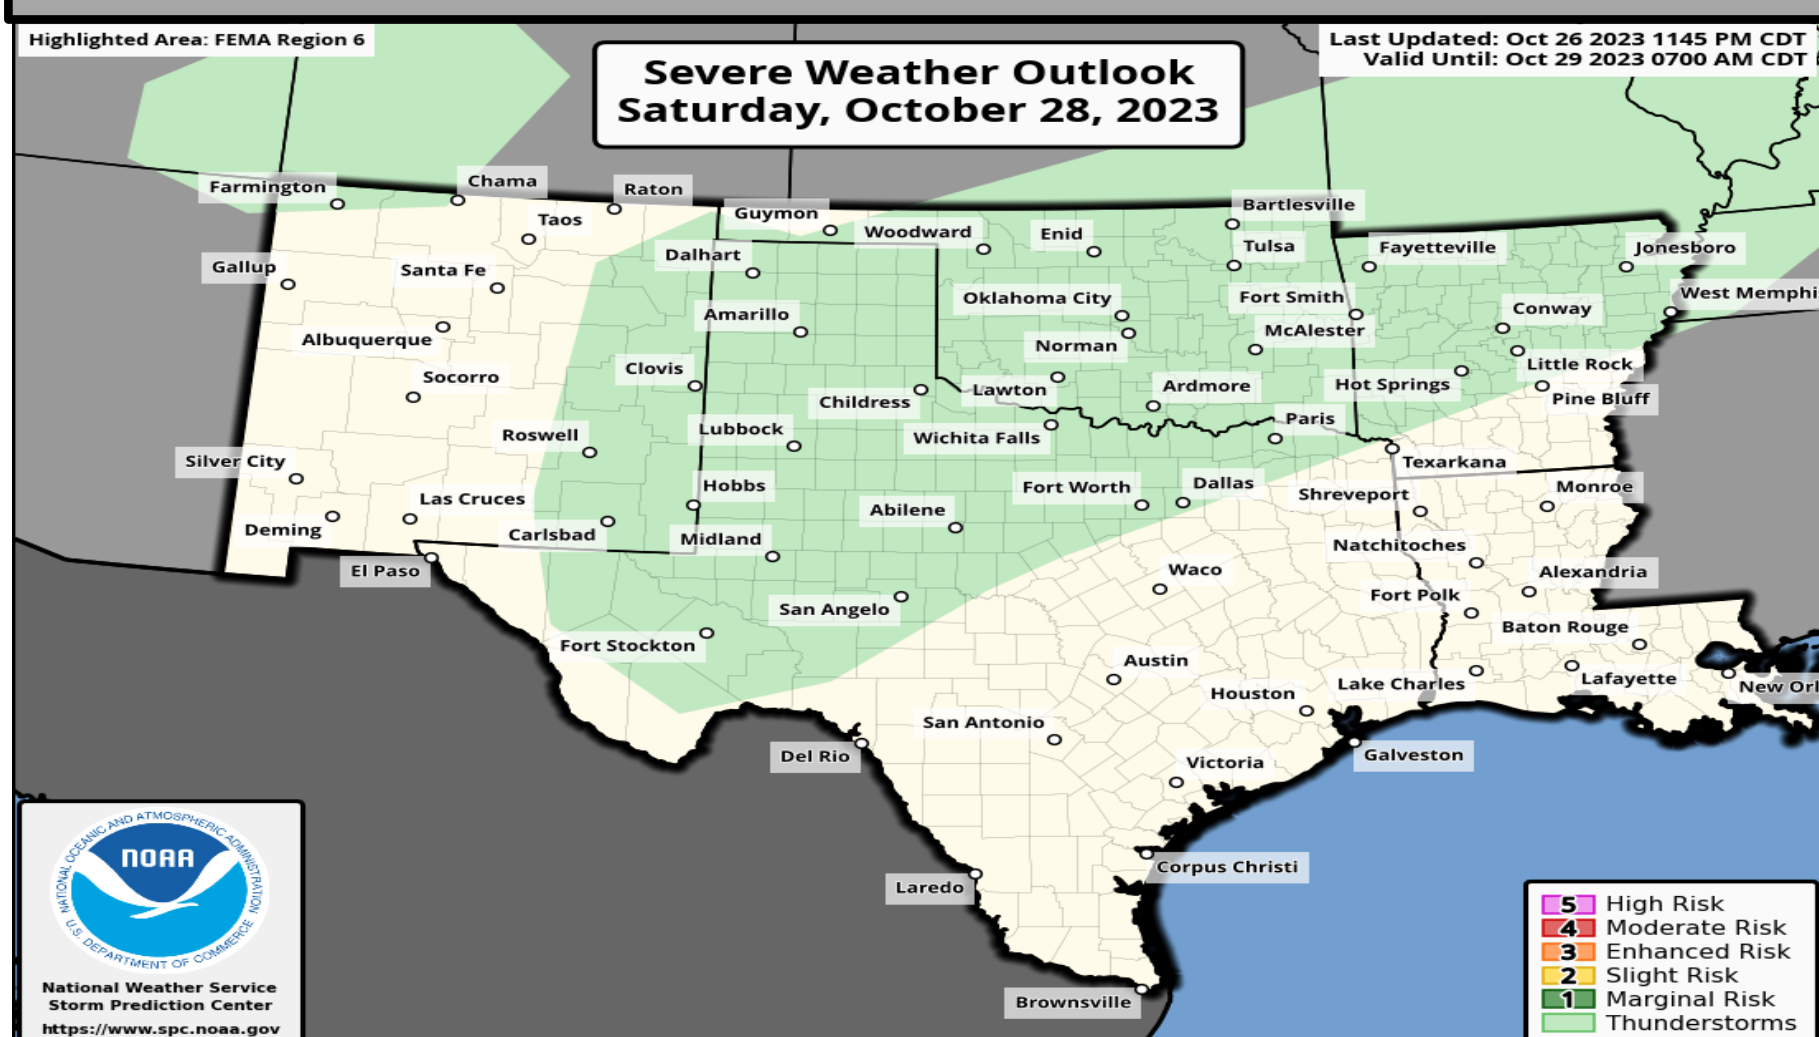 Highlighted Area: FEMA Region 6
Severe Weather Outlook
Saturday, October 28, 2023
Last Updated: Oct 26 2023 1145 PM CDT
Valid Until: Oct 29 2023 0700 AM CDT
Farmington
Chama
Raton
Taos
Guymon
Woodward
Enid
Bartlesville
Tulsa
Fayetteville
Jonesboro
Gallup
Santa Fe
Dalhart
Oklahoma City
Fort Smith
Conway
West Memphi
Albuquerque
Amarillo
Norman
McAlester
Little Rock
Socorro
Clovis
Childress
Lawton
Ardmore
Hot Springs
Pine Bluff
Roswell
Lubbock
Wichita Falls
Paris
Texarkana
Silver City
Las Cruces
Hobbs
Fort Worth
Dallas
Shreveport
Monroe
Deming
Carlsbad
Midland
Abilene
Natchitoches
El Paso
Waco
Alexandria
San Angelo
Fort Polk
Fort Stockton
Baton Rouge
Austin
Houston
Lake Charles
Lafayette
New Orl
San Antonio
Del Rio
Victoria
Galveston
Laredo
Corpus Christi
Brownsville
NATIONAL OCEANIC AND ATMOSPHERIC ADMINISTRATION
NOAA
U.S. DEPARTMENT OF COMMERCE
National Weather Service
Storm Prediction Center
https://www.spc.noaa.gov
5 High Risk
4 Moderate Risk
3 Enhanced Risk
2 Slight Risk
1 Marginal Risk
Thunderstorms